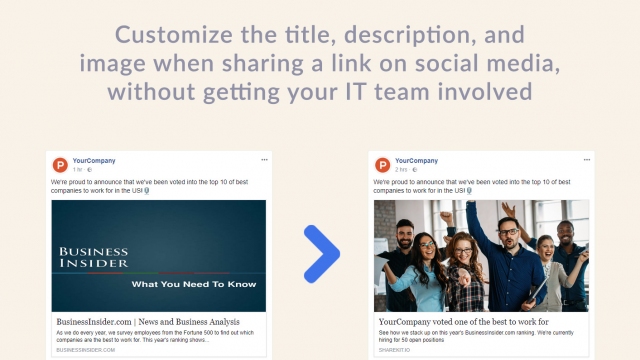 Customize the title, description, and
image when sharing a link on social media,
without getting your IT team involved
P
YourCompany
1 hr ·
We're proud to announce that we've been voted into the top 10 of best
companies to work for in the US!
BUSINESS
INSIDER
What You Need To Know
BusinessInsider.com | News and Business Analysis
As we do every year, we survey employees from the Fortune 500 to find out which
companies are the best to work for. This year's ranking shows...
BUSINESSINSIDER.COM
P
YourCompany
2 hrs ·
We're proud to announce that we've been voted into the top 10 of best
companies to work for in the US!
YourCompany voted one of the best to work for
See how we stack up on this year's BusinessInsider.com ranking. We're currently
hiring for 50 open positions
SHAREKIT.IO